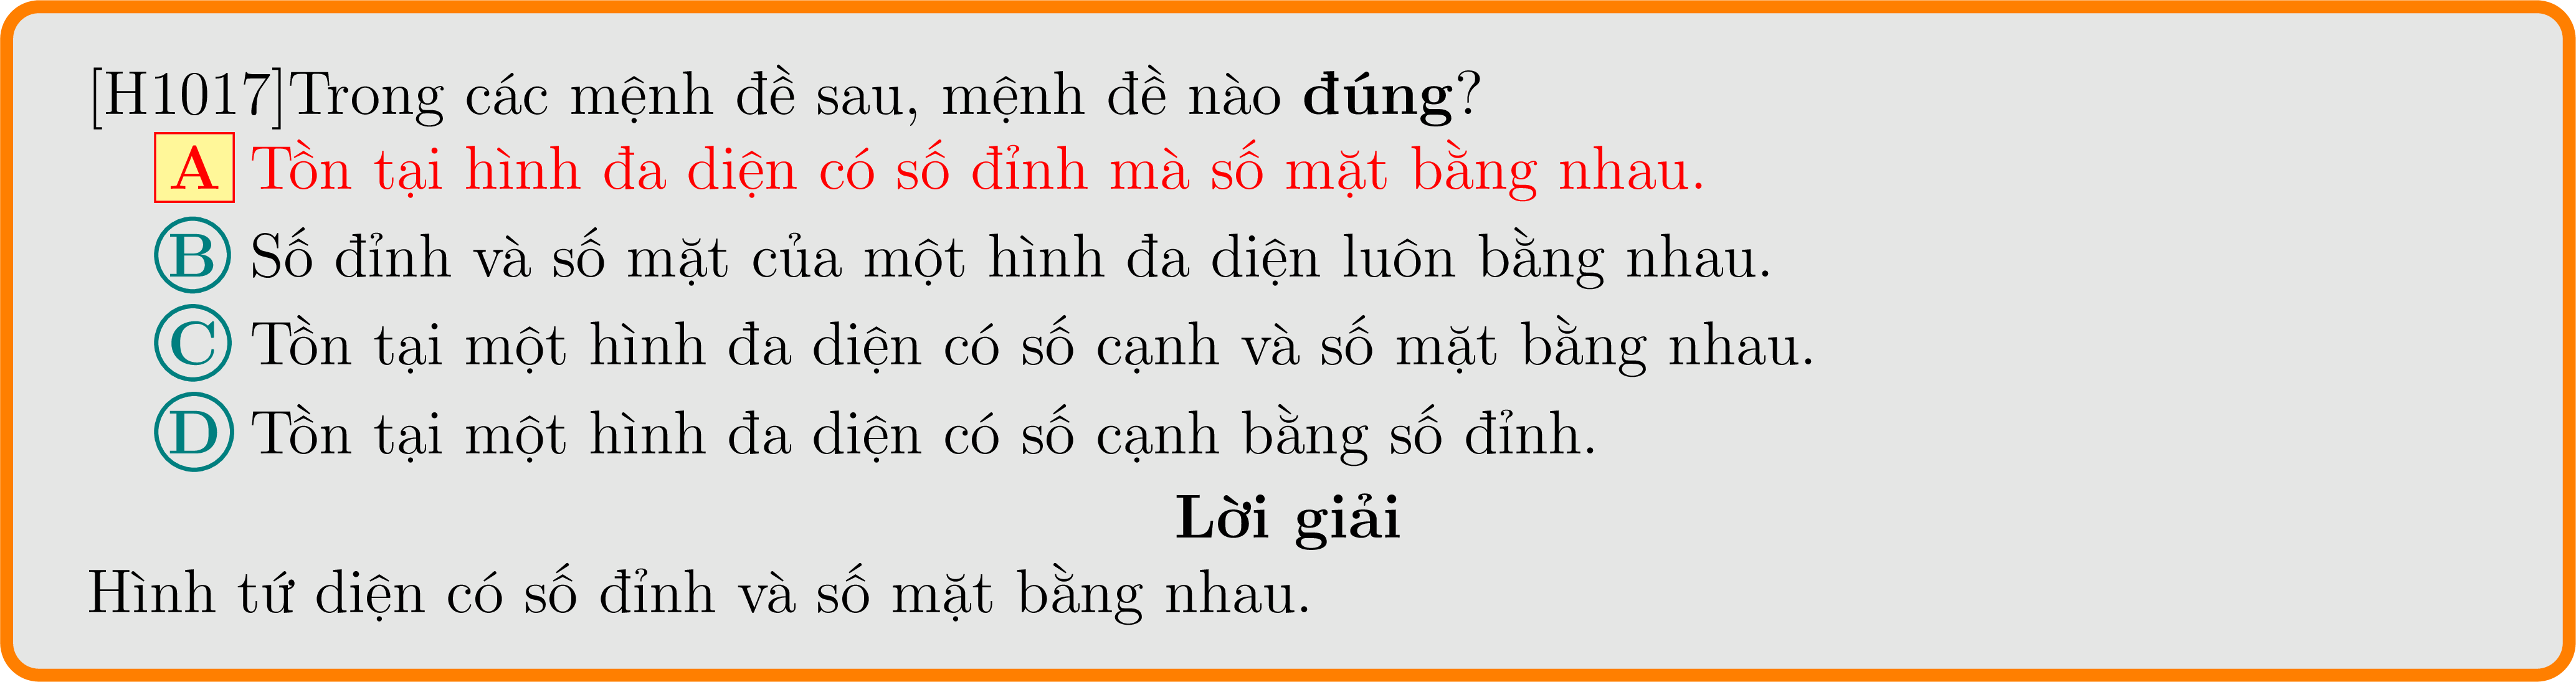 [H1017]Trong các mệnh đề sau, mệnh đề nào đúng?
A Tồn tại hình đa diện có số đỉnh mà số mặt bằng nhau.
B Số đỉnh và số mặt của một hình đa diện luôn bằng nhau.
C Tồn tại một hình đa diện có số cạnh và số mặt bằng nhau.
D Tồn tại một hình đa diện có số cạnh bằng số đỉnh.
Lời giải
Hình tứ diện có số đỉnh và số mặt bằng nhau.